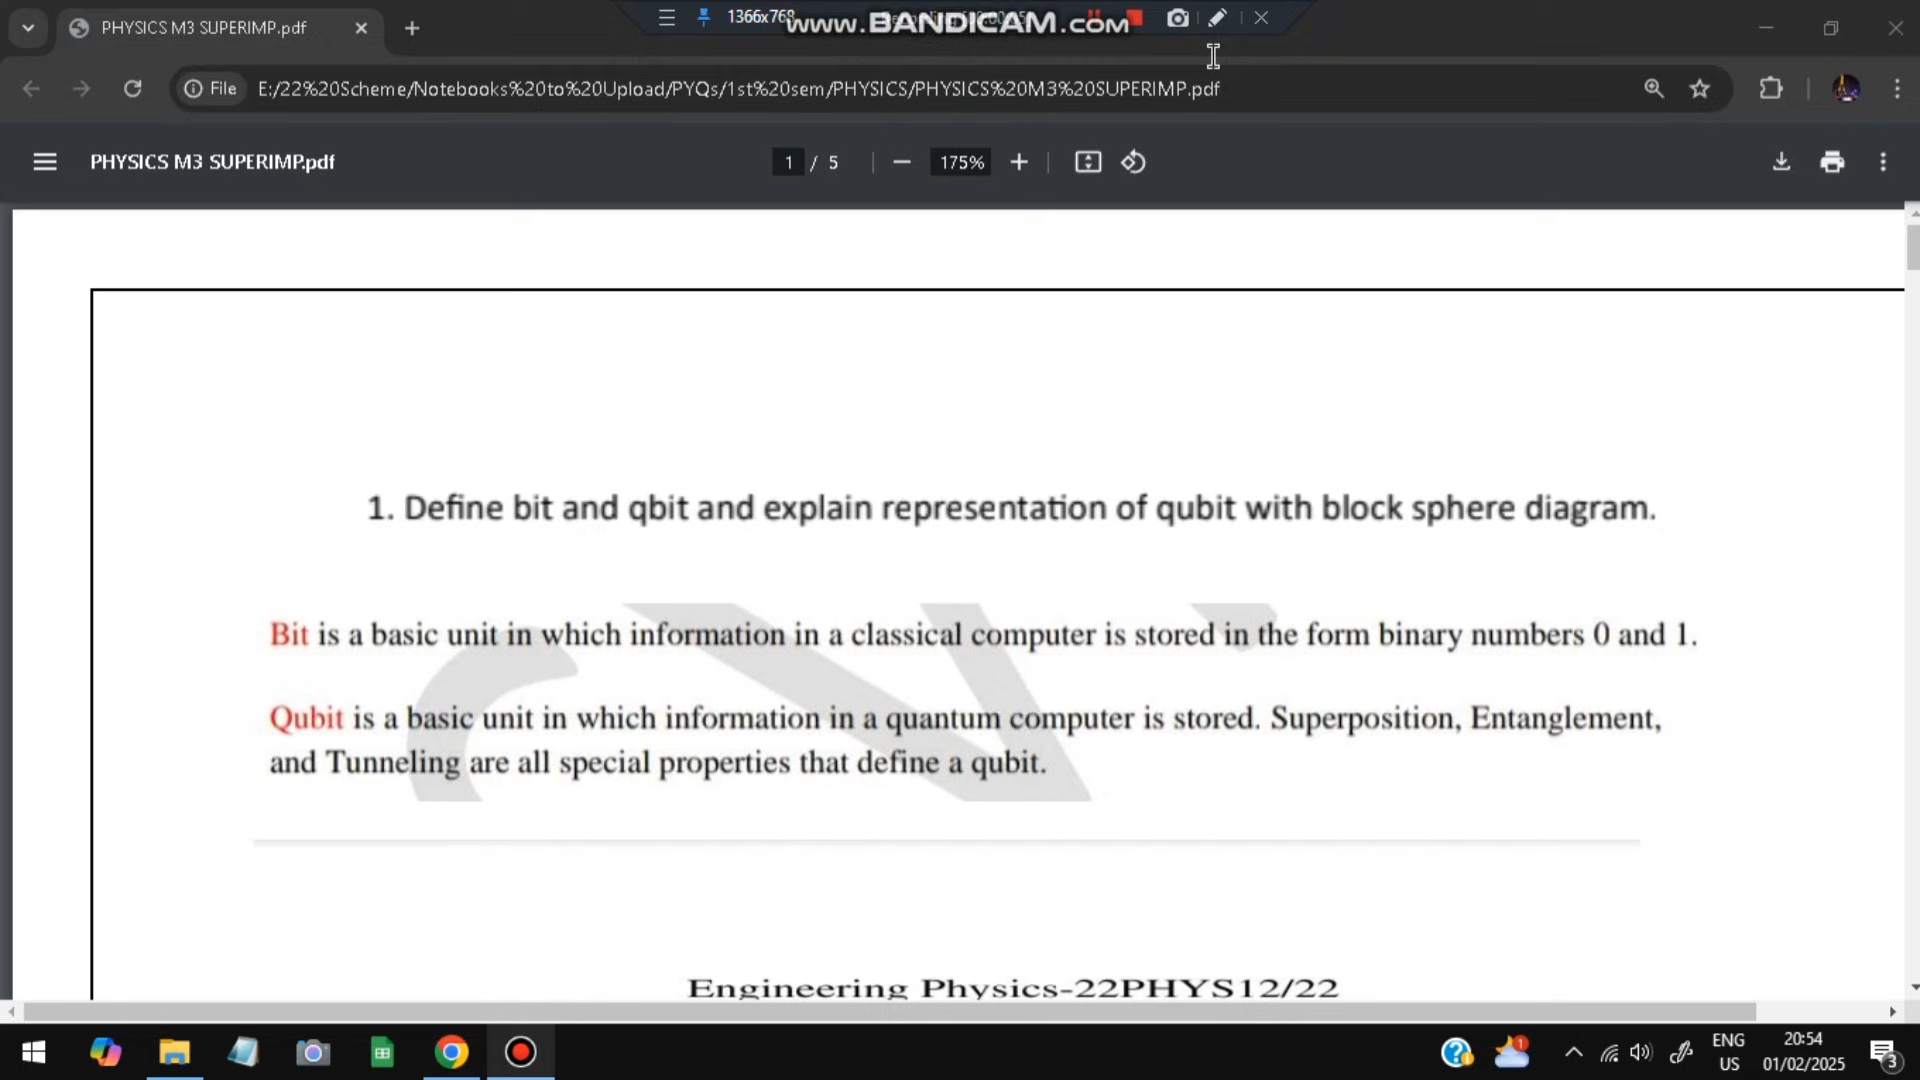 PHYSICS M3 SUPERIMP.pdf
1366x768
www.BANDICAM.com
File
E:/22%20Scheme/Notebooks%20to%20Upload/PYQs/1st%20sem/PHYSICS/PHYSICS%20M3%20SUPERIMP.pdf
PHYSICS M3 SUPERIMP.pdf
1 / 5
175%
1. Define bit and qbit and explain representation of qubit with block sphere diagram.
Bit is a basic unit in which information in a classical computer is stored in the form binary numbers 0 and 1.
Qubit is a basic unit in which information in a quantum computer is stored. Superposition, Entanglement,
and Tunneling are all special properties that define a qubit.
Engineering Physics-22PHYS12/22
1
ENG
US
20:54
01/02/2025
3